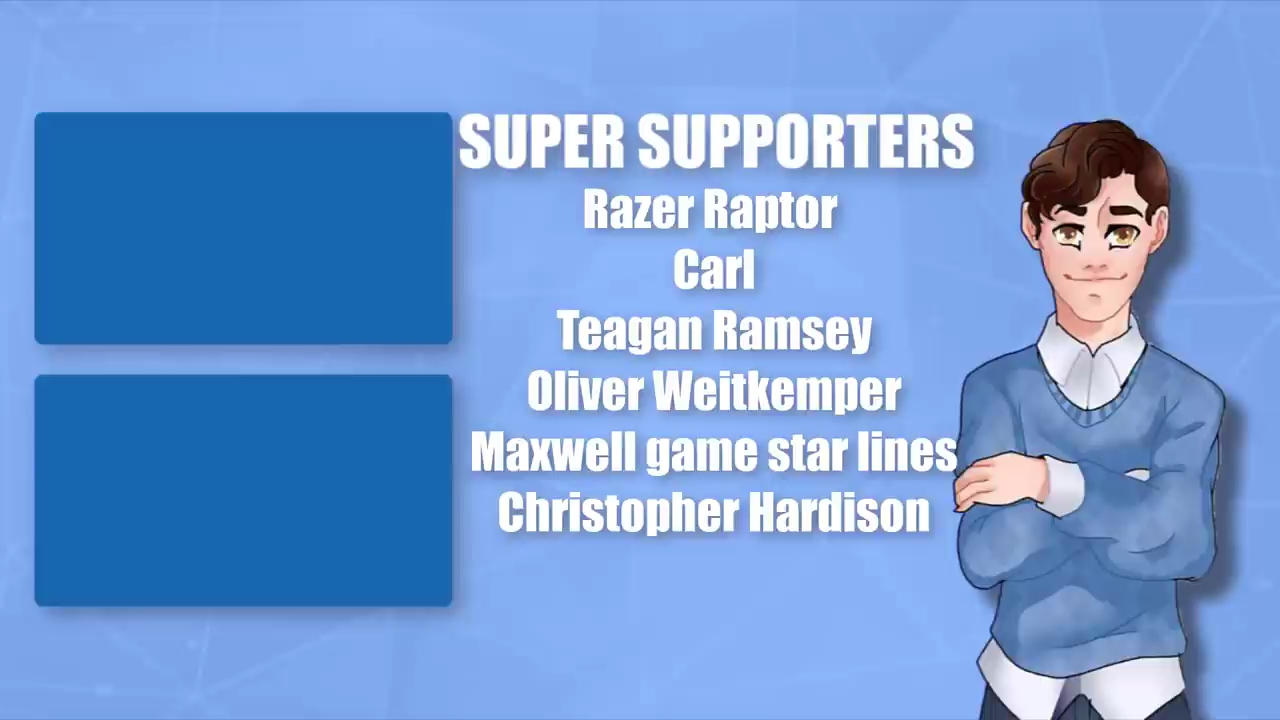 SUPER SUPPORTERS
Razer Raptor
Carl
Teagan Ramsey
Oliver Weitkemper
Maxwell game star lines
Christopher Hardison